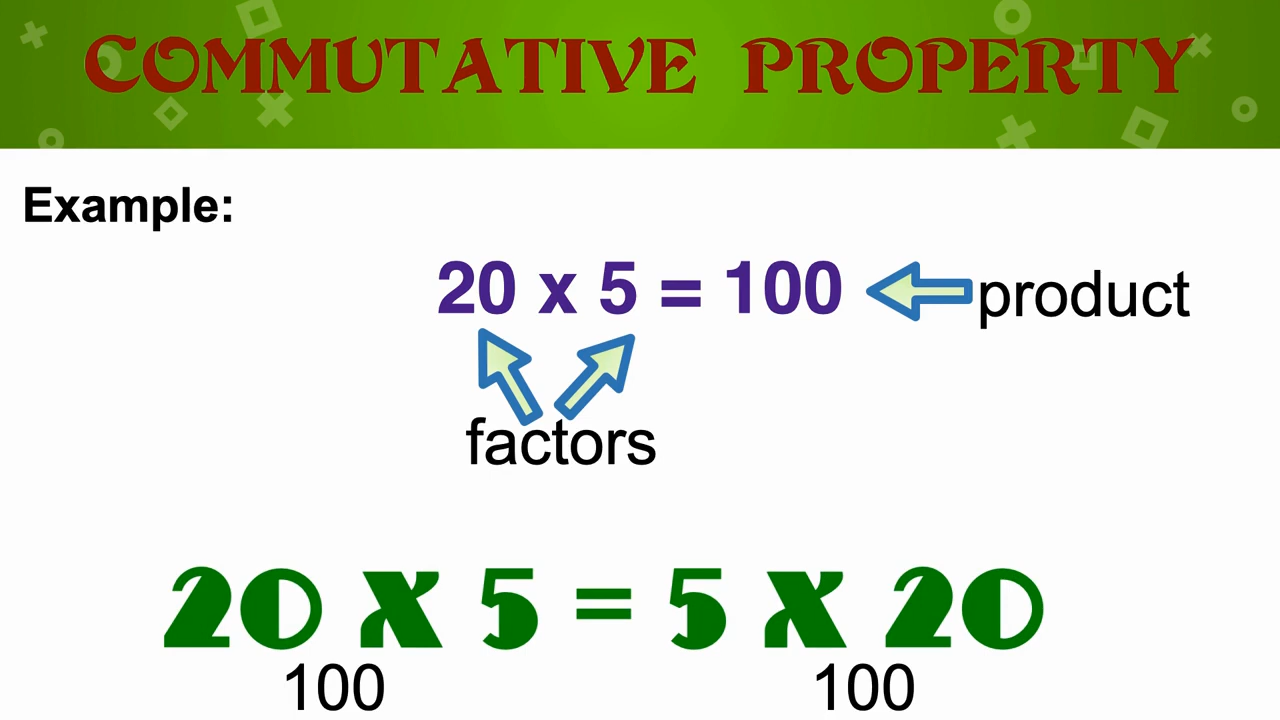 COMMUTATIVE PROPERTY
Example:
20 x 5 = 100 product
factors
20 x 5 = 5 x 20
100 100